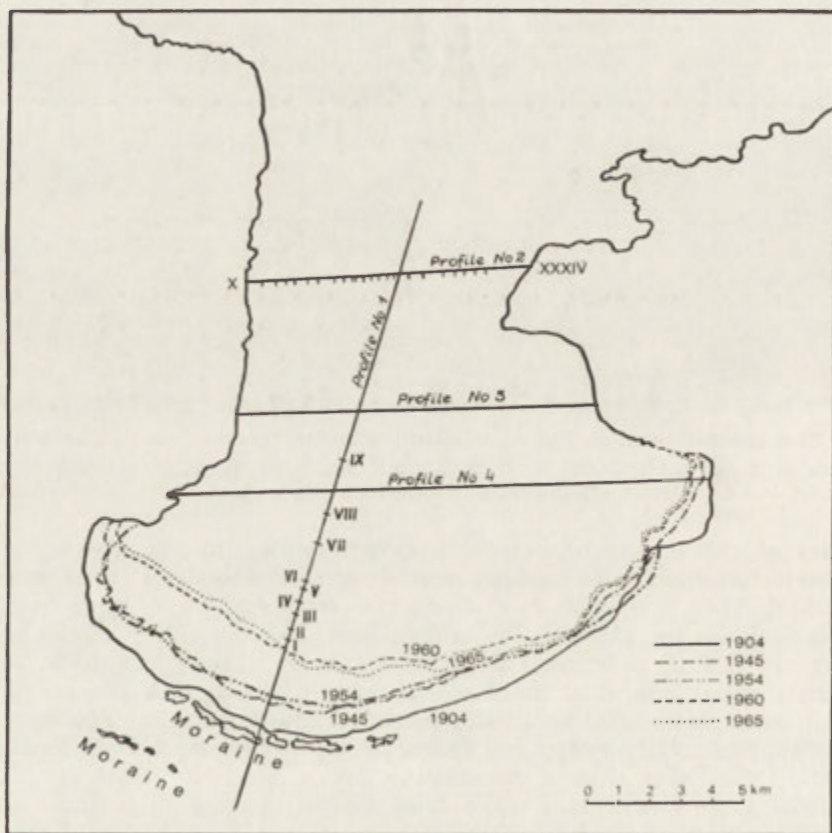 Profile No 2
X
XXXIV
Profile No 1
Profile No 3
IX
Profile No 4
VIII
VII
VI
V
IV
III
II
I
1960
1965
1954
1945
1904
Moraine
Moraine
1904
1945
1954
1960
1965
0 1 2 3 4 5 km